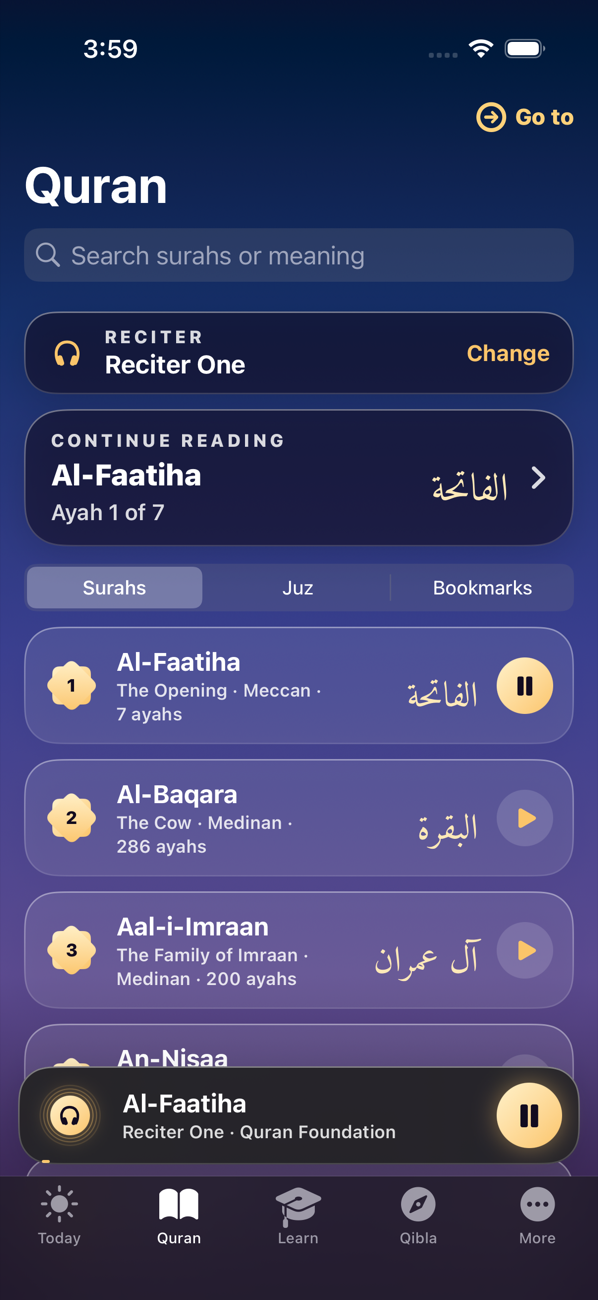 3:59
Go to
Quran
Search surahs or meaning
RECITER
Reciter One
Change
CONTINUE READING
Al-Faatiha
Ayah 1 of 7
الفاتحة
Surahs
Juz
Bookmarks
1
Al-Faatiha
The Opening · Meccan ·
7 ayahs
الفاتحة
2
Al-Baqara
The Cow · Medinan ·
286 ayahs
البقرة
3
Aal-i-Imraan
The Family of Imraan ·
Medinan · 200 ayahs
آل عمران
An-Nisaa
Al-Faatiha
Reciter One · Quran Foundation
Today
Quran
Learn
Qibla
More